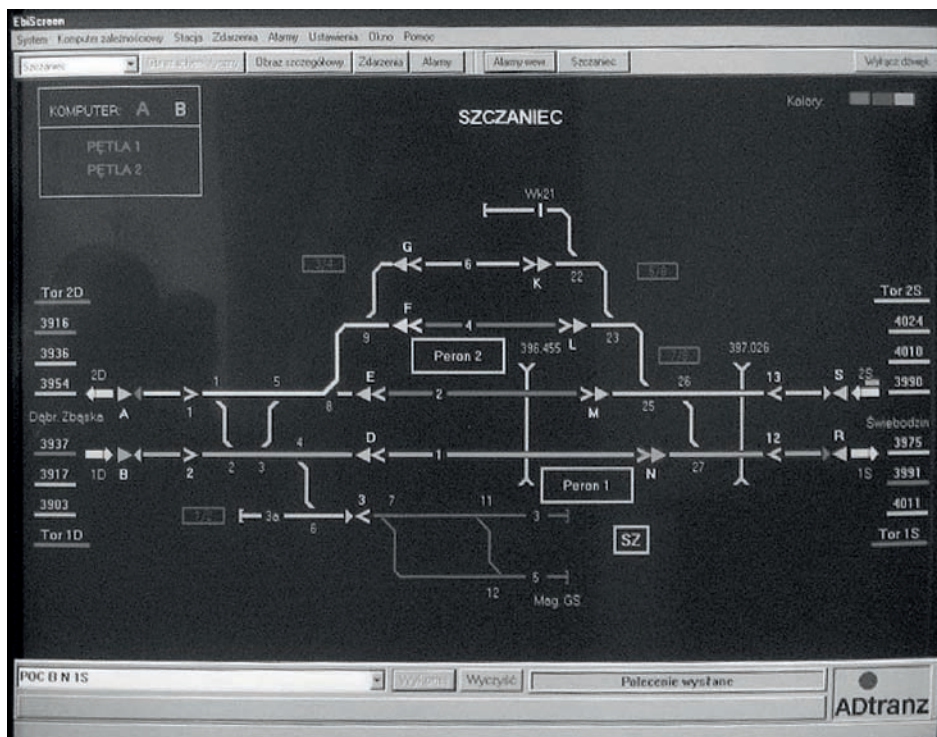 EbiScreen
System Komputer zależnościowy Stacja Zdarzenia Alarmy Ustawienia Okno Pomoc
Szczaniec Obraz szczegółowy Zdarzenia Alarmy Szczaniec Wyłącz dźwięk
KOMPUTER: A B
PĘTLA 1
PĘTLA 2
SZCZANIEC
Kolory:
Wk21
G 6 K 22
3/4
Tor 2D Tor 2S
3916 4024
3936 4010
3954 3990
9 F 4 L 23
Peron 2
396.455 397.026
2D A 1 1 5 8 E 2 M 25 26 13 S 2S
Dąbr. Zbąska Świebodzin
3937 3975
3917 3991
3903 4011
1D B 2 2 3 4 D 1 N 27 12 R 1S
Peron 1
Tor 1D Tor 1S
3a 6 3 7 11 3
SZ
12 5
Mag. GS
POC B N 1S Wykonaj Wyczyść Polecenie wysłane
ADtranz